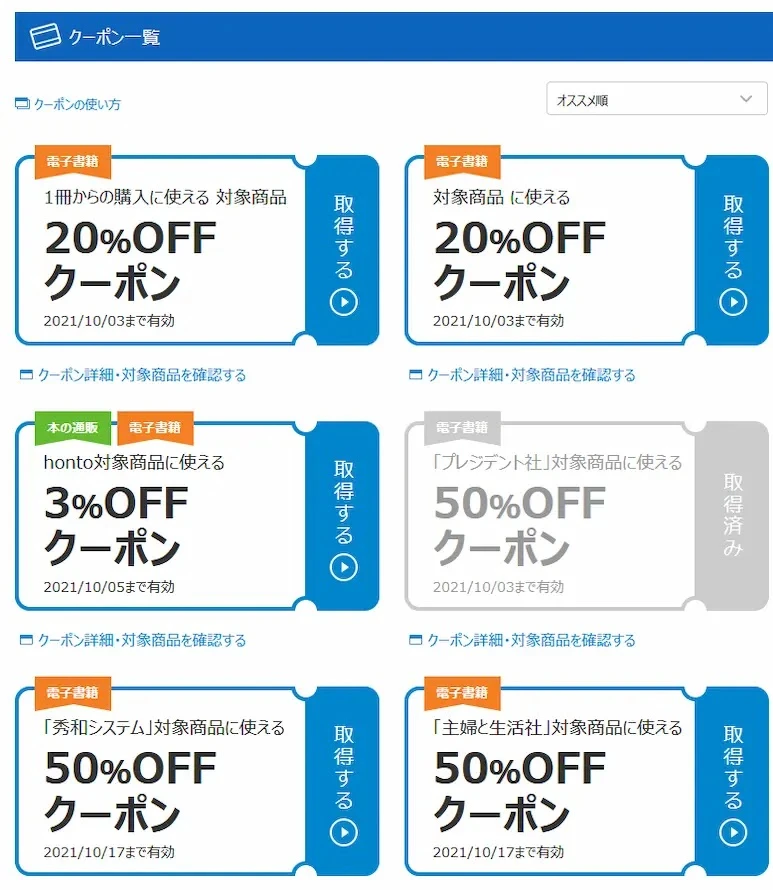 クーポン一覧
クーポンの使い方
オススメ順
電子書籍
1冊からの購入に使える 対象商品
20%OFF
クーポン
2021/10/03まで有効
取得する
クーポン詳細・対象商品を確認する
電子書籍
対象商品 に使える
20%OFF
クーポン
2021/10/03まで有効
取得する
クーポン詳細・対象商品を確認する
本の通販
電子書籍
honto対象商品に使える
3%OFF
クーポン
2021/10/05まで有効
取得する
クーポン詳細・対象商品を確認する
電子書籍
「プレジデント社」対象商品に使える
50%OFF
クーポン
2021/10/03まで有効
取得済み
クーポン詳細・対象商品を確認する
電子書籍
「秀和システム」対象商品に使える
50%OFF
クーポン
2021/10/17まで有効
取得する
電子書籍
「主婦と生活社」対象商品に使える
50%OFF
クーポン
2021/10/17まで有効
取得する